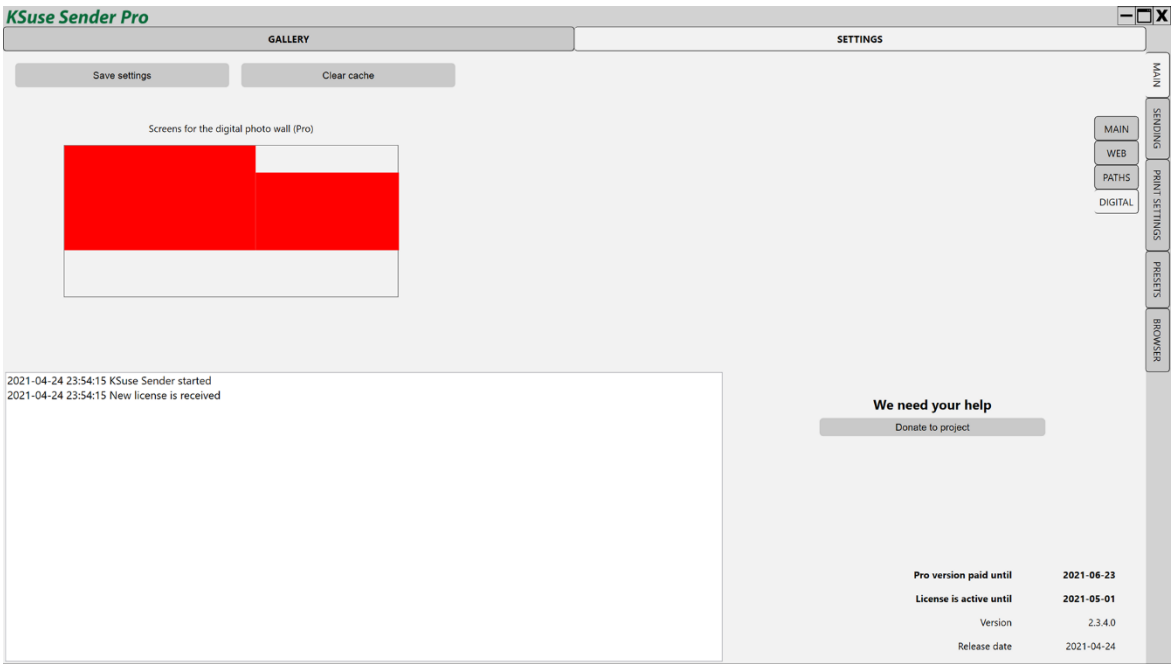 KSuse Sender Pro
GALLERY
SETTINGS
Save settings
Clear cache
Screens for the digital photo wall (Pro)
MAIN
WEB
PATHS
DIGITAL
MAIN
SENDING
PRINT SETTINGS
PRESETS
BROWSER
2021-04-24 23:54:15 KSuse Sender started
2021-04-24 23:54:15 New license is received
We need your help
Donate to project
Pro version paid until 2021-06-23
License is active until 2021-05-01
Version 2.3.4.0
Release date 2021-04-24